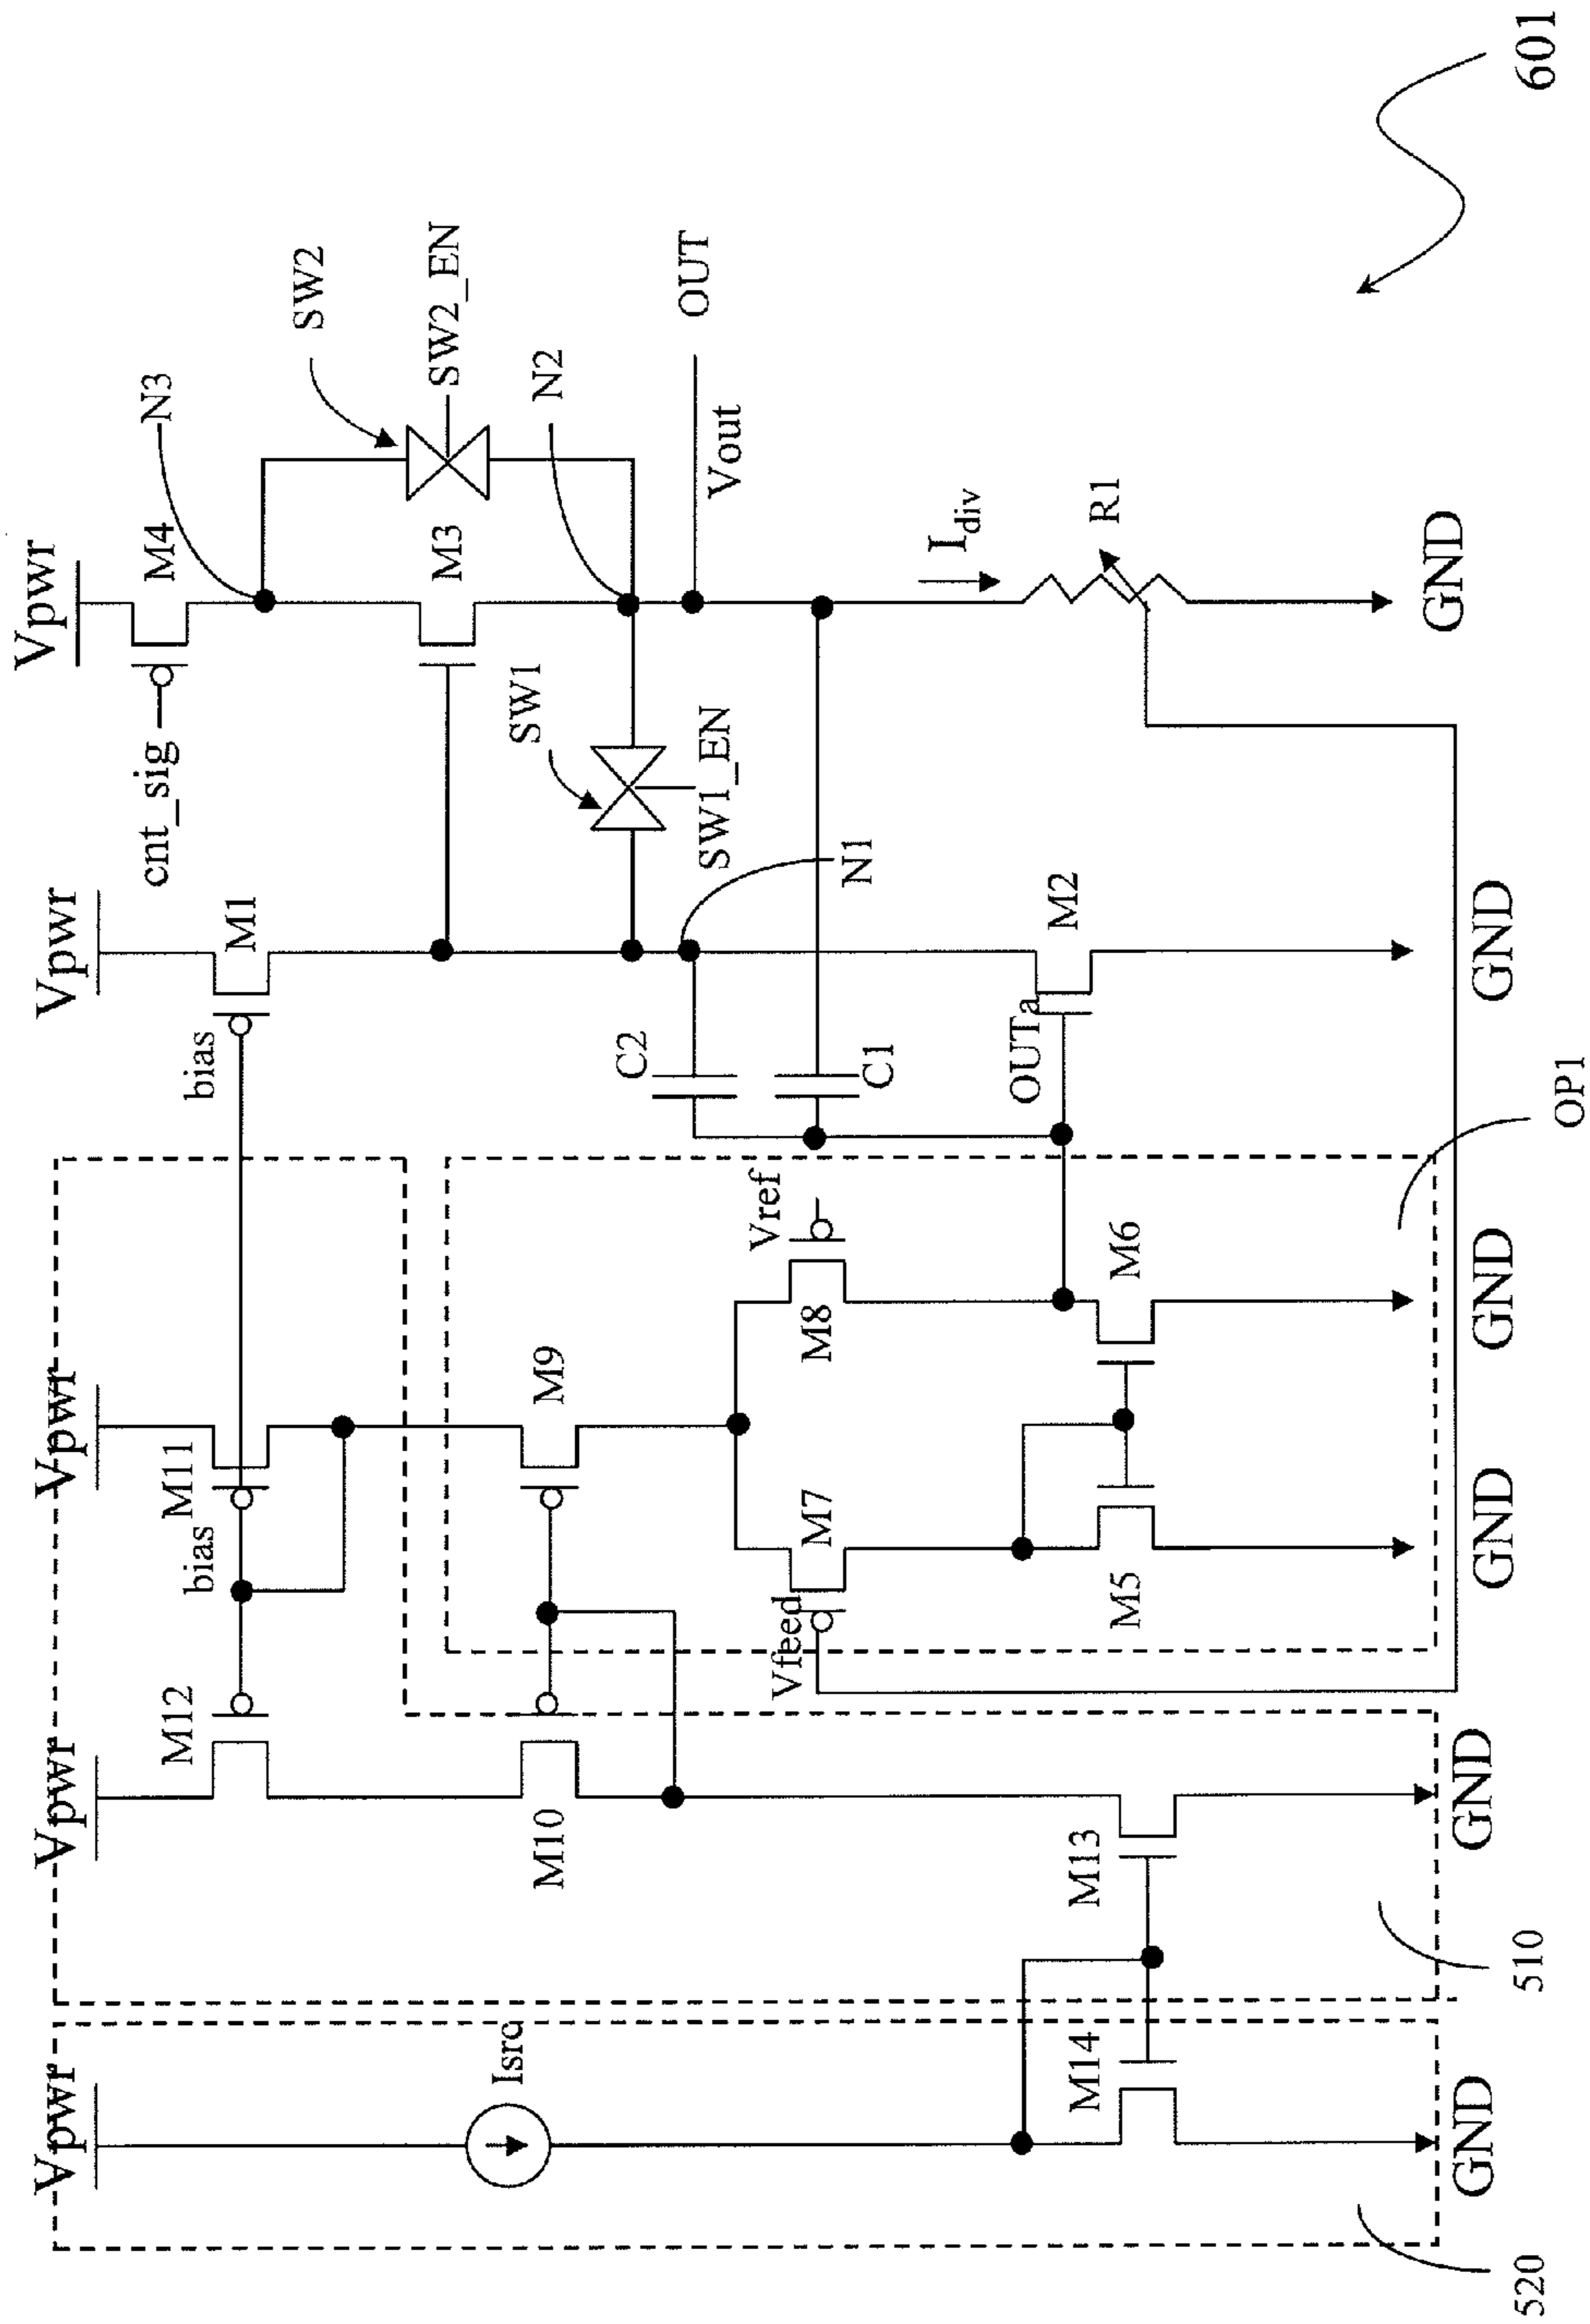 Vpwr
Vpwr
Vpwr
Vpwr
Vpwr
M4
N3
SW2
cnt_sig
M12
M11
M1
bias
bias
SW2_EN
M3
Isrc
M10
M9
SW1
N2
OUT
Vout
SW1_EN
C2
N1
C1
Vfeed
M7
M8
Vref
I_div
R1
OUTa
M2
M14
M13
M5
M6
GND
GND
GND
GND
GND
GND
520
510
OP1
601